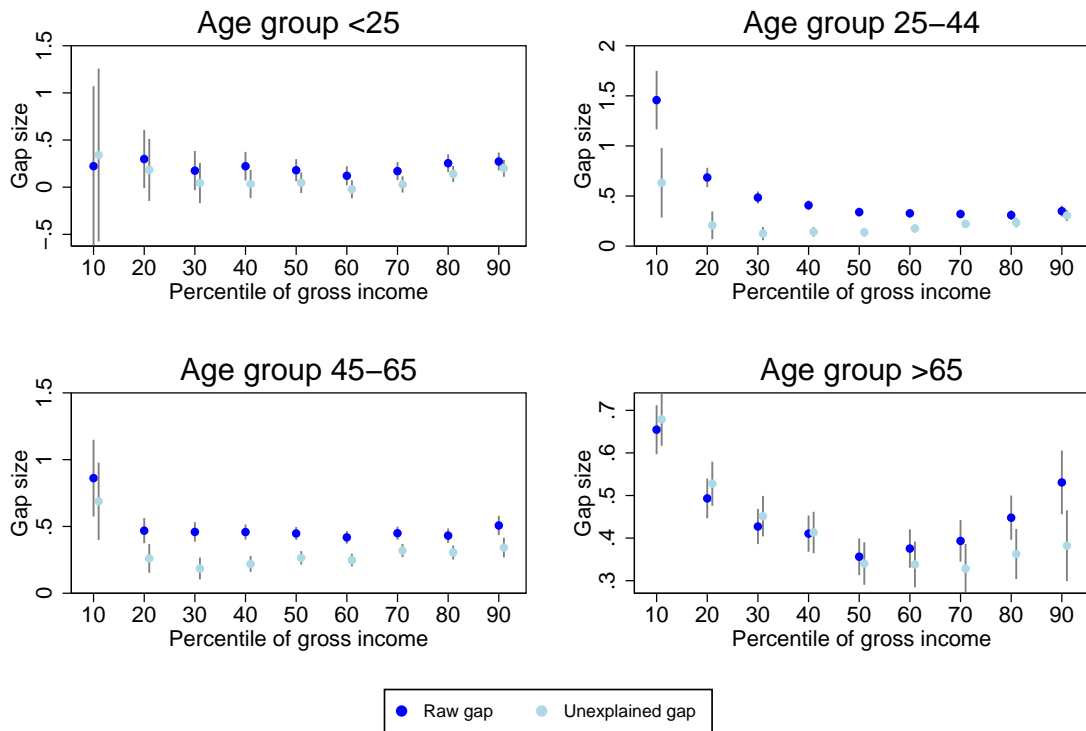 Age group <25
Gap size
1.5
1
.5
0
−.5
10 20 30 40 50 60 70 80 90
Percentile of gross income
Age group 25−44
Gap size
2
1.5
1
.5
0
10 20 30 40 50 60 70 80 90
Percentile of gross income
Age group 45−65
Gap size
1.5
1
.5
0
10 20 30 40 50 60 70 80 90
Percentile of gross income
Age group >65
Gap size
.7
.6
.5
.4
.3
10 20 30 40 50 60 70 80 90
Percentile of gross income
Raw gap Unexplained gap